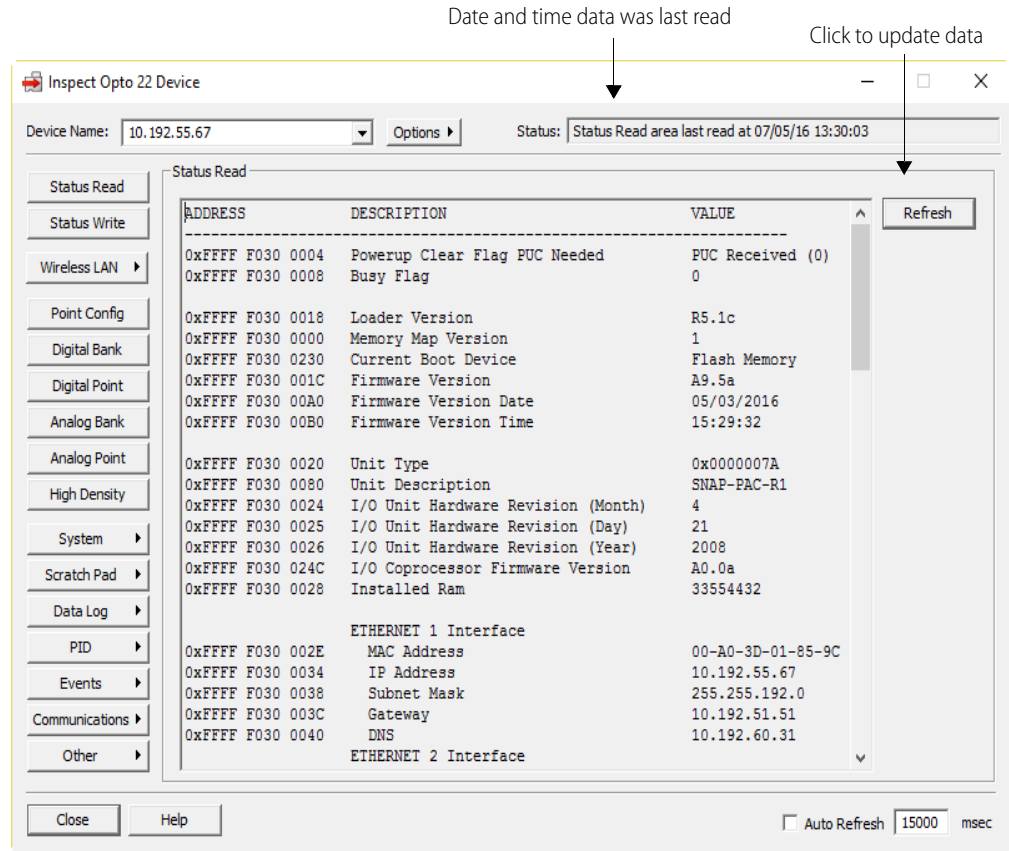 Date and time data was last read
Click to update data
Inspect Opto 22 Device
Device Name: 10.192.55.67 Options Status: Status Read area last read at 07/05/16 13:30:03
Status Read
Status Write
Wireless LAN
Point Config
Digital Bank
Digital Point
Analog Bank
Analog Point
High Density
System
Scratch Pad
Data Log
PID
Events
Communications
Other
Status Read
Refresh
ADDRESS DESCRIPTION VALUE
---------------------------------------------------------------------
0xFFFF F030 0004 Powerup Clear Flag PUC Needed PUC Received (0)
0xFFFF F030 0008 Busy Flag 0
0xFFFF F030 0018 Loader Version R5.1c
0xFFFF F030 0000 Memory Map Version 1
0xFFFF F030 0230 Current Boot Device Flash Memory
0xFFFF F030 001C Firmware Version A9.5a
0xFFFF F030 00A0 Firmware Version Date 05/03/2016
0xFFFF F030 00B0 Firmware Version Time 15:29:32
0xFFFF F030 0020 Unit Type 0x0000007A
0xFFFF F030 0080 Unit Description SNAP-PAC-R1
0xFFFF F030 0024 I/O Unit Hardware Revision (Month) 4
0xFFFF F030 0025 I/O Unit Hardware Revision (Day) 21
0xFFFF F030 0026 I/O Unit Hardware Revision (Year) 2008
0xFFFF F030 024C I/O Coprocessor Firmware Version A0.0a
0xFFFF F030 0028 Installed Ram 33554432
ETHERNET 1 Interface
0xFFFF F030 002E MAC Address 00-A0-3D-01-85-9C
0xFFFF F030 0034 IP Address 10.192.55.67
0xFFFF F030 0038 Subnet Mask 255.255.192.0
0xFFFF F030 003C Gateway 10.192.51.51
0xFFFF F030 0040 DNS 10.192.60.31
ETHERNET 2 Interface
Close Help Auto Refresh 15000 msec